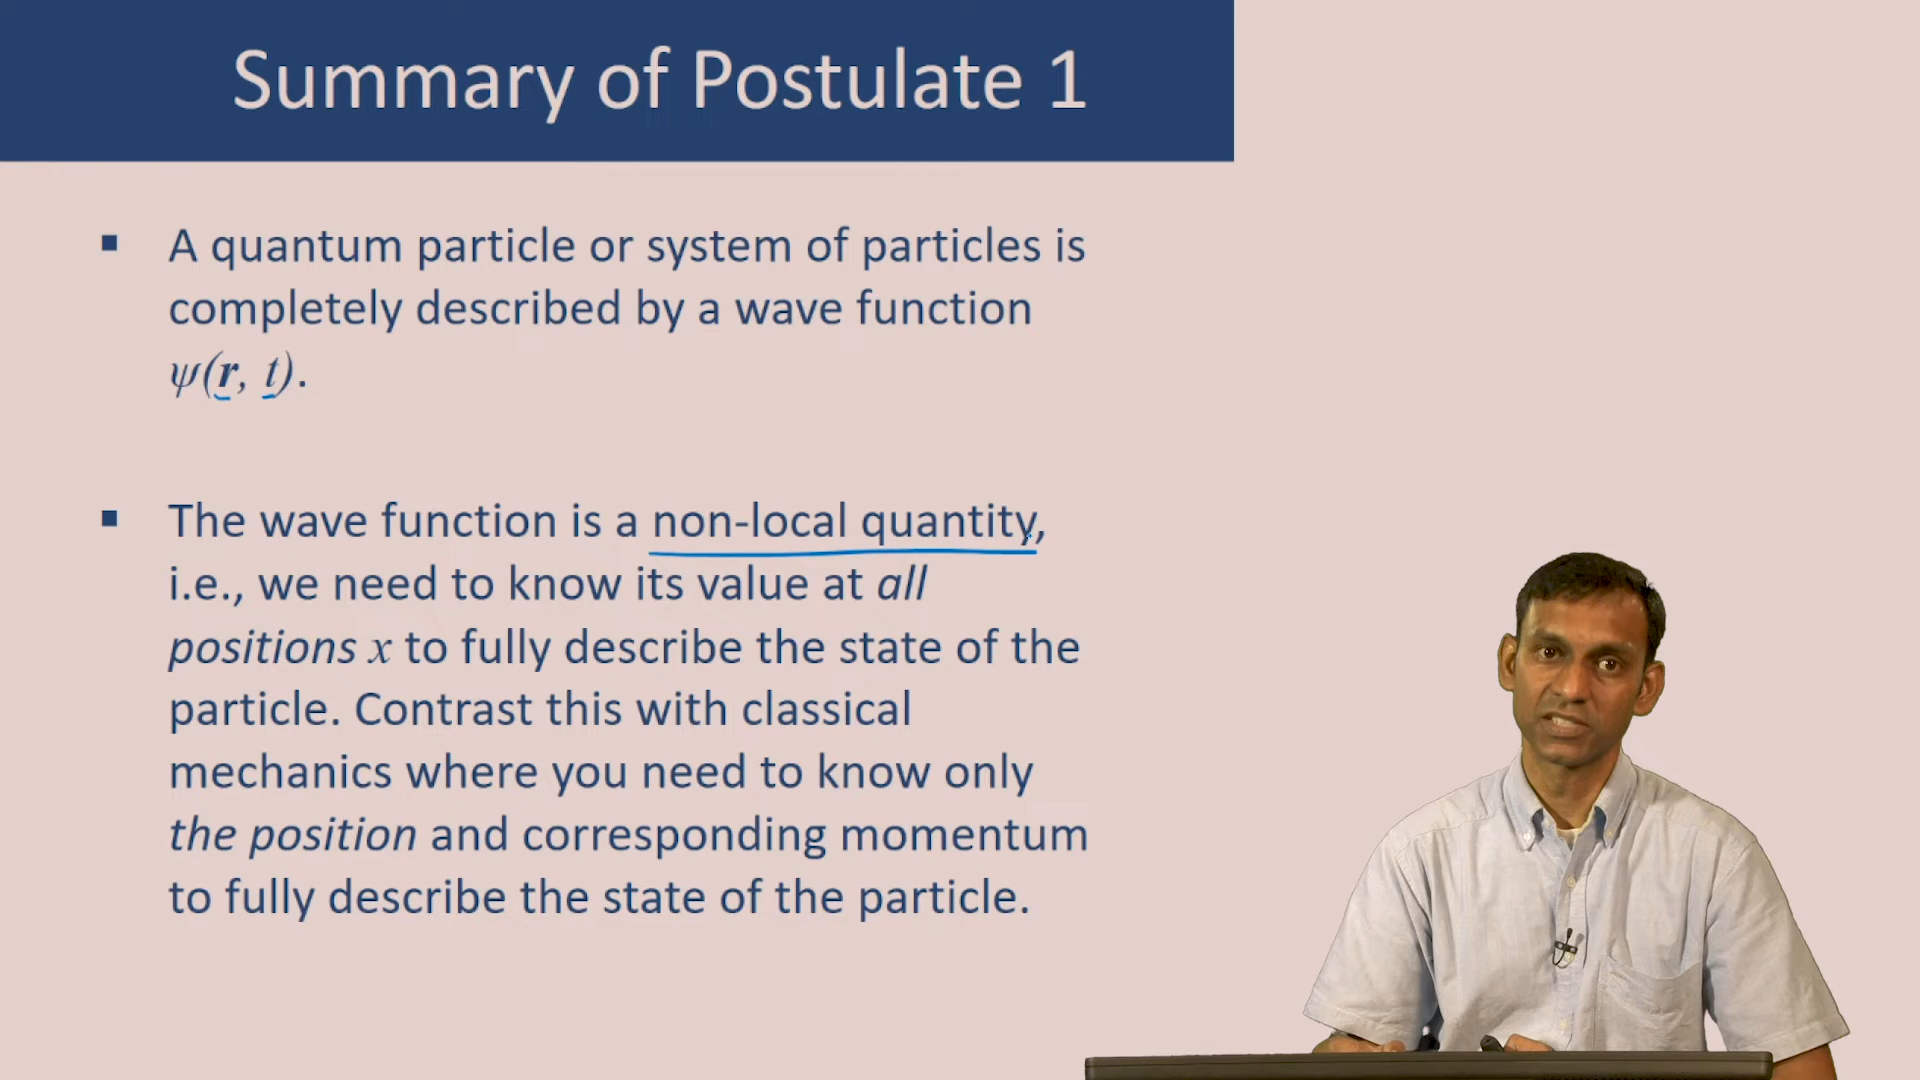 Summary of Postulate 1
▪ A quantum particle or system of particles is
completely described by a wave function
ψ(r, t).
▪ The wave function is a non-local quantity,
i.e., we need to know its value at all
positions x to fully describe the state of the
particle. Contrast this with classical
mechanics where you need to know only
the position and corresponding momentum
to fully describe the state of the particle.